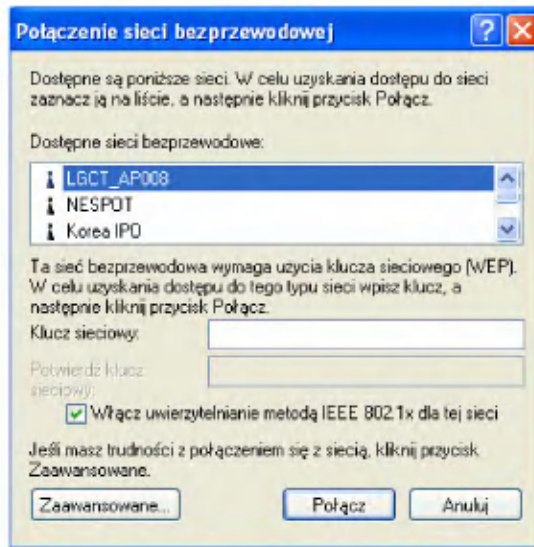 Połączenie sieci bezprzewodowej
Dostępne są poniższe sieci. W celu uzyskania dostępu do sieci
zaznacz ją na liście, a następnie kliknij przycisk Połącz.
Dostępne sieci bezprzewodowe:
LGCT_AP008
NESPOT
Korea IPO
Ta sieć bezprzewodowa wymaga użycia klucza sieciowego (WEP).
W celu uzyskania dostępu do tego typu sieci wpisz klucz, a
następnie kliknij przycisk Połącz.
Klucz sieciowy:
Potwierdź klucz
sieciowy:
Włącz uwierzytelnianie metodą IEEE 802.1x dla tej sieci
Jeśli masz trudności z połączeniem się z siecią, kliknij przycisk
Zaawansowane.
Zaawansowane... Połącz Anuluj